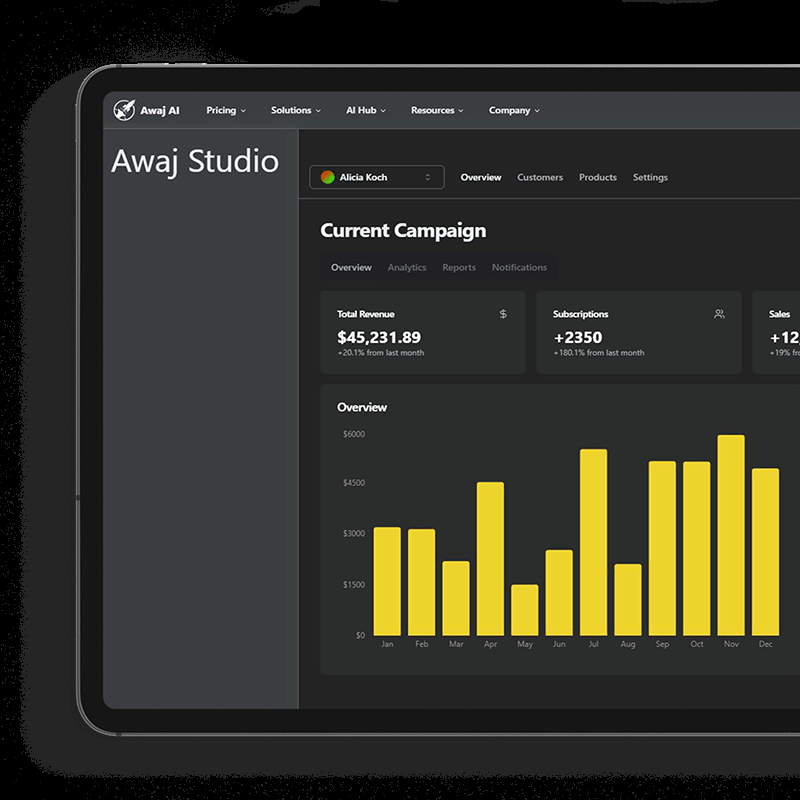 Awaj AI Pricing Solutions AI Hub Resources Company
Awaj Studio
Alicia Koch Overview Customers Products Settings
Current Campaign
Overview Analytics Reports Notifications
Total Revenue $ Subscriptions Sales
$45,231.89 +2350 +12,
+20.1% from last month +180.1% from last month +19%
Overview
$6000
$4500
$3000
$1500
$0
Jan Feb Mar Apr May Jun Jul Aug Sep Oct Nov Dec